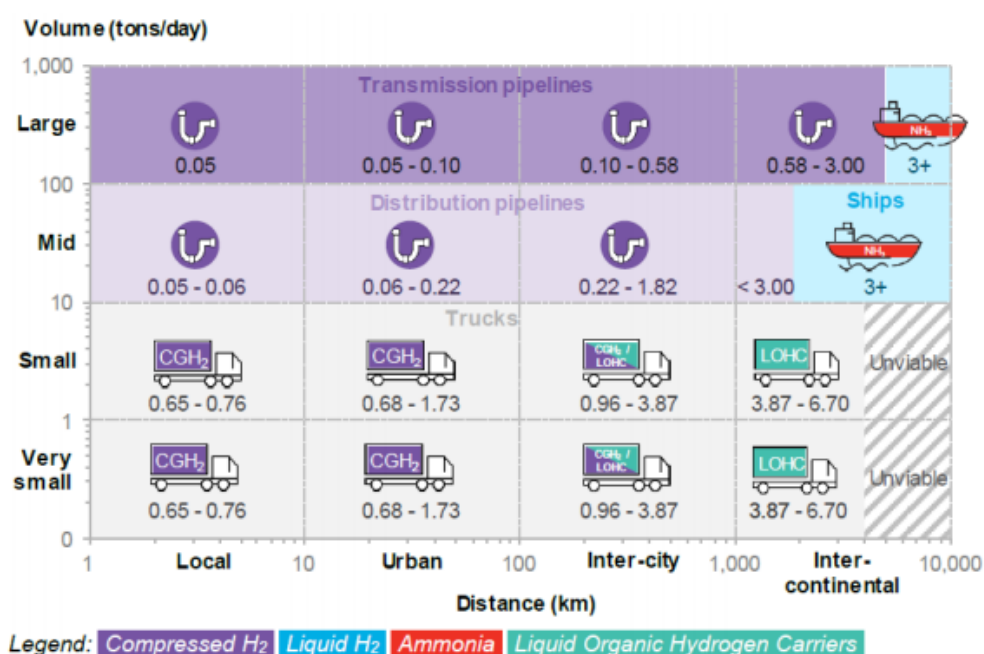 Volume (tons/day)
1,000
Transmission pipelines
Large
NH₃
0.05
0.05 - 0.10
0.10 - 0.58
0.58 - 3.00
3+
100
Distribution pipelines
Ships
Mid
NH₃
0.05 - 0.06
0.06 - 0.22
0.22 - 1.82
< 3.00
3+
10
Trucks
Small
CGH₂
CGH₂
CGH₂ /
LOHC
LOHC
Unviable
0.65 - 0.76
0.68 - 1.73
0.96 - 3.87
3.87 - 6.70
1
Very
small
CGH₂
CGH₂
CGH₂ /
LOHC
LOHC
Unviable
0.65 - 0.76
0.68 - 1.73
0.96 - 3.87
3.87 - 6.70
0
1
Local
10
Urban
100
Inter-city
1,000
Inter-
continental
10,000
Distance (km)
Legend: Compressed H₂ Liquid H₂ Ammonia Liquid Organic Hydrogen Carriers